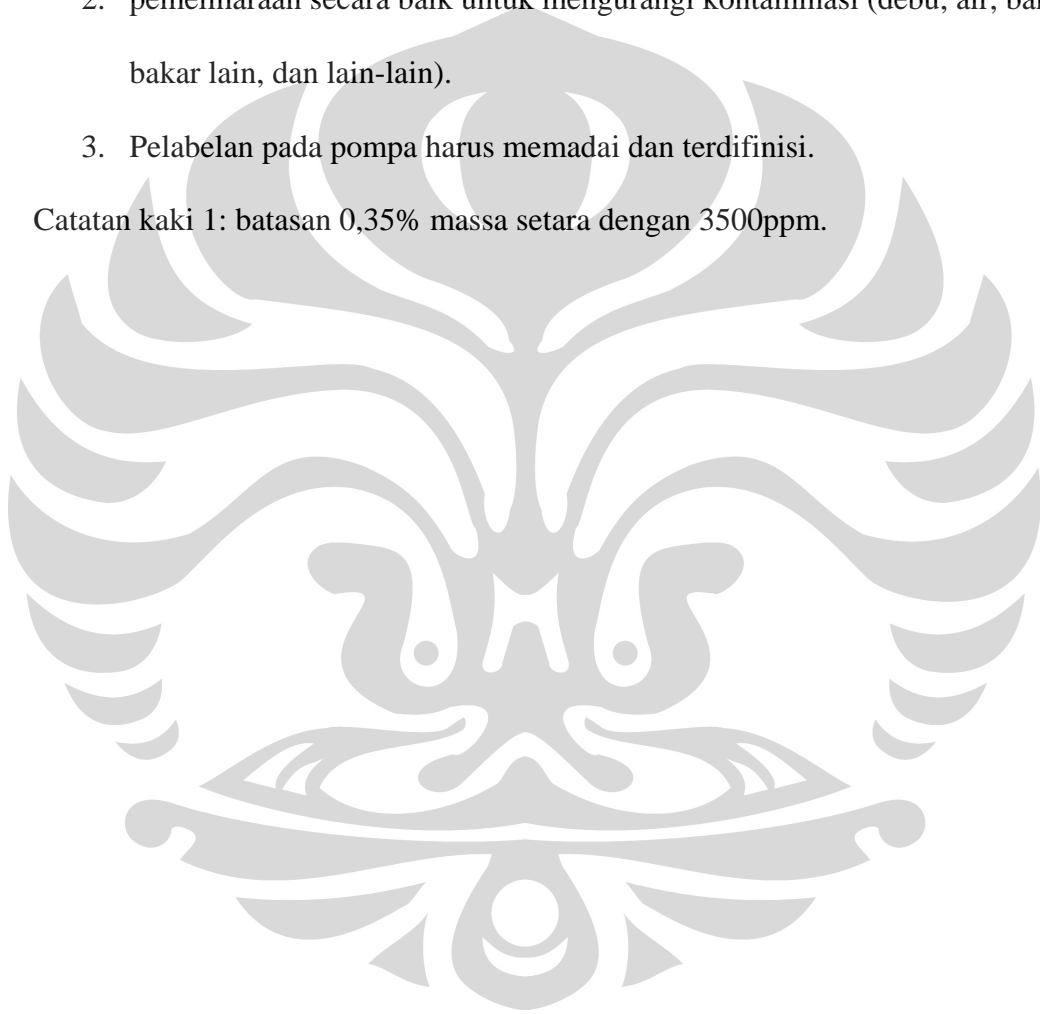 2. pemeliharaan secara baik untuk mengurangi kontaminasi (debu, air,
bakar lain, dan lain-lain).
3. Pelabelan pada pompa harus memadai dan terdifinisi.
Catatan kaki 1: batasan 0,35% massa setara dengan 3500ppm.